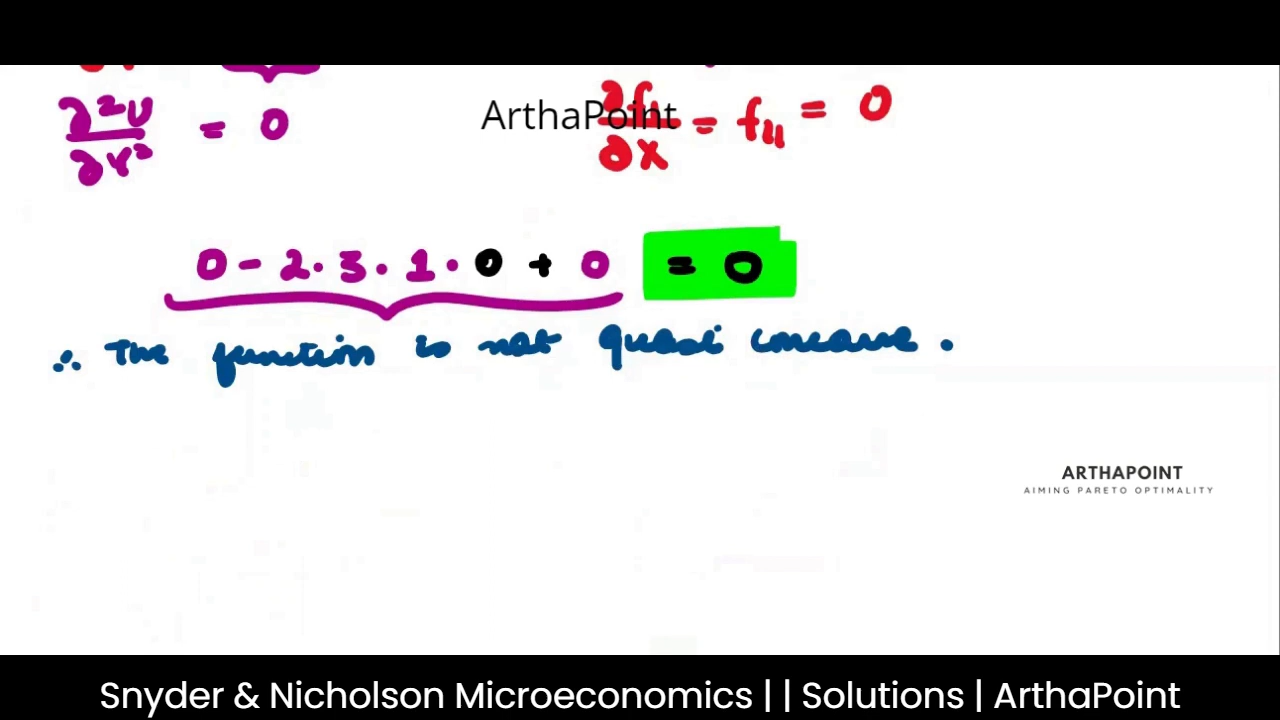 ∂²U/∂Y² = 0
ArthaPoint
∂f₁/∂X = f₁₁ = 0
0 - 2 · 3 · 1 · 0 + 0 = 0
∴ The function is not quasi concave.
ARTHAPOINT
AIMING PARETO OPTIMALITY
Snyder & Nicholson Microeconomics | | Solutions | ArthaPoint